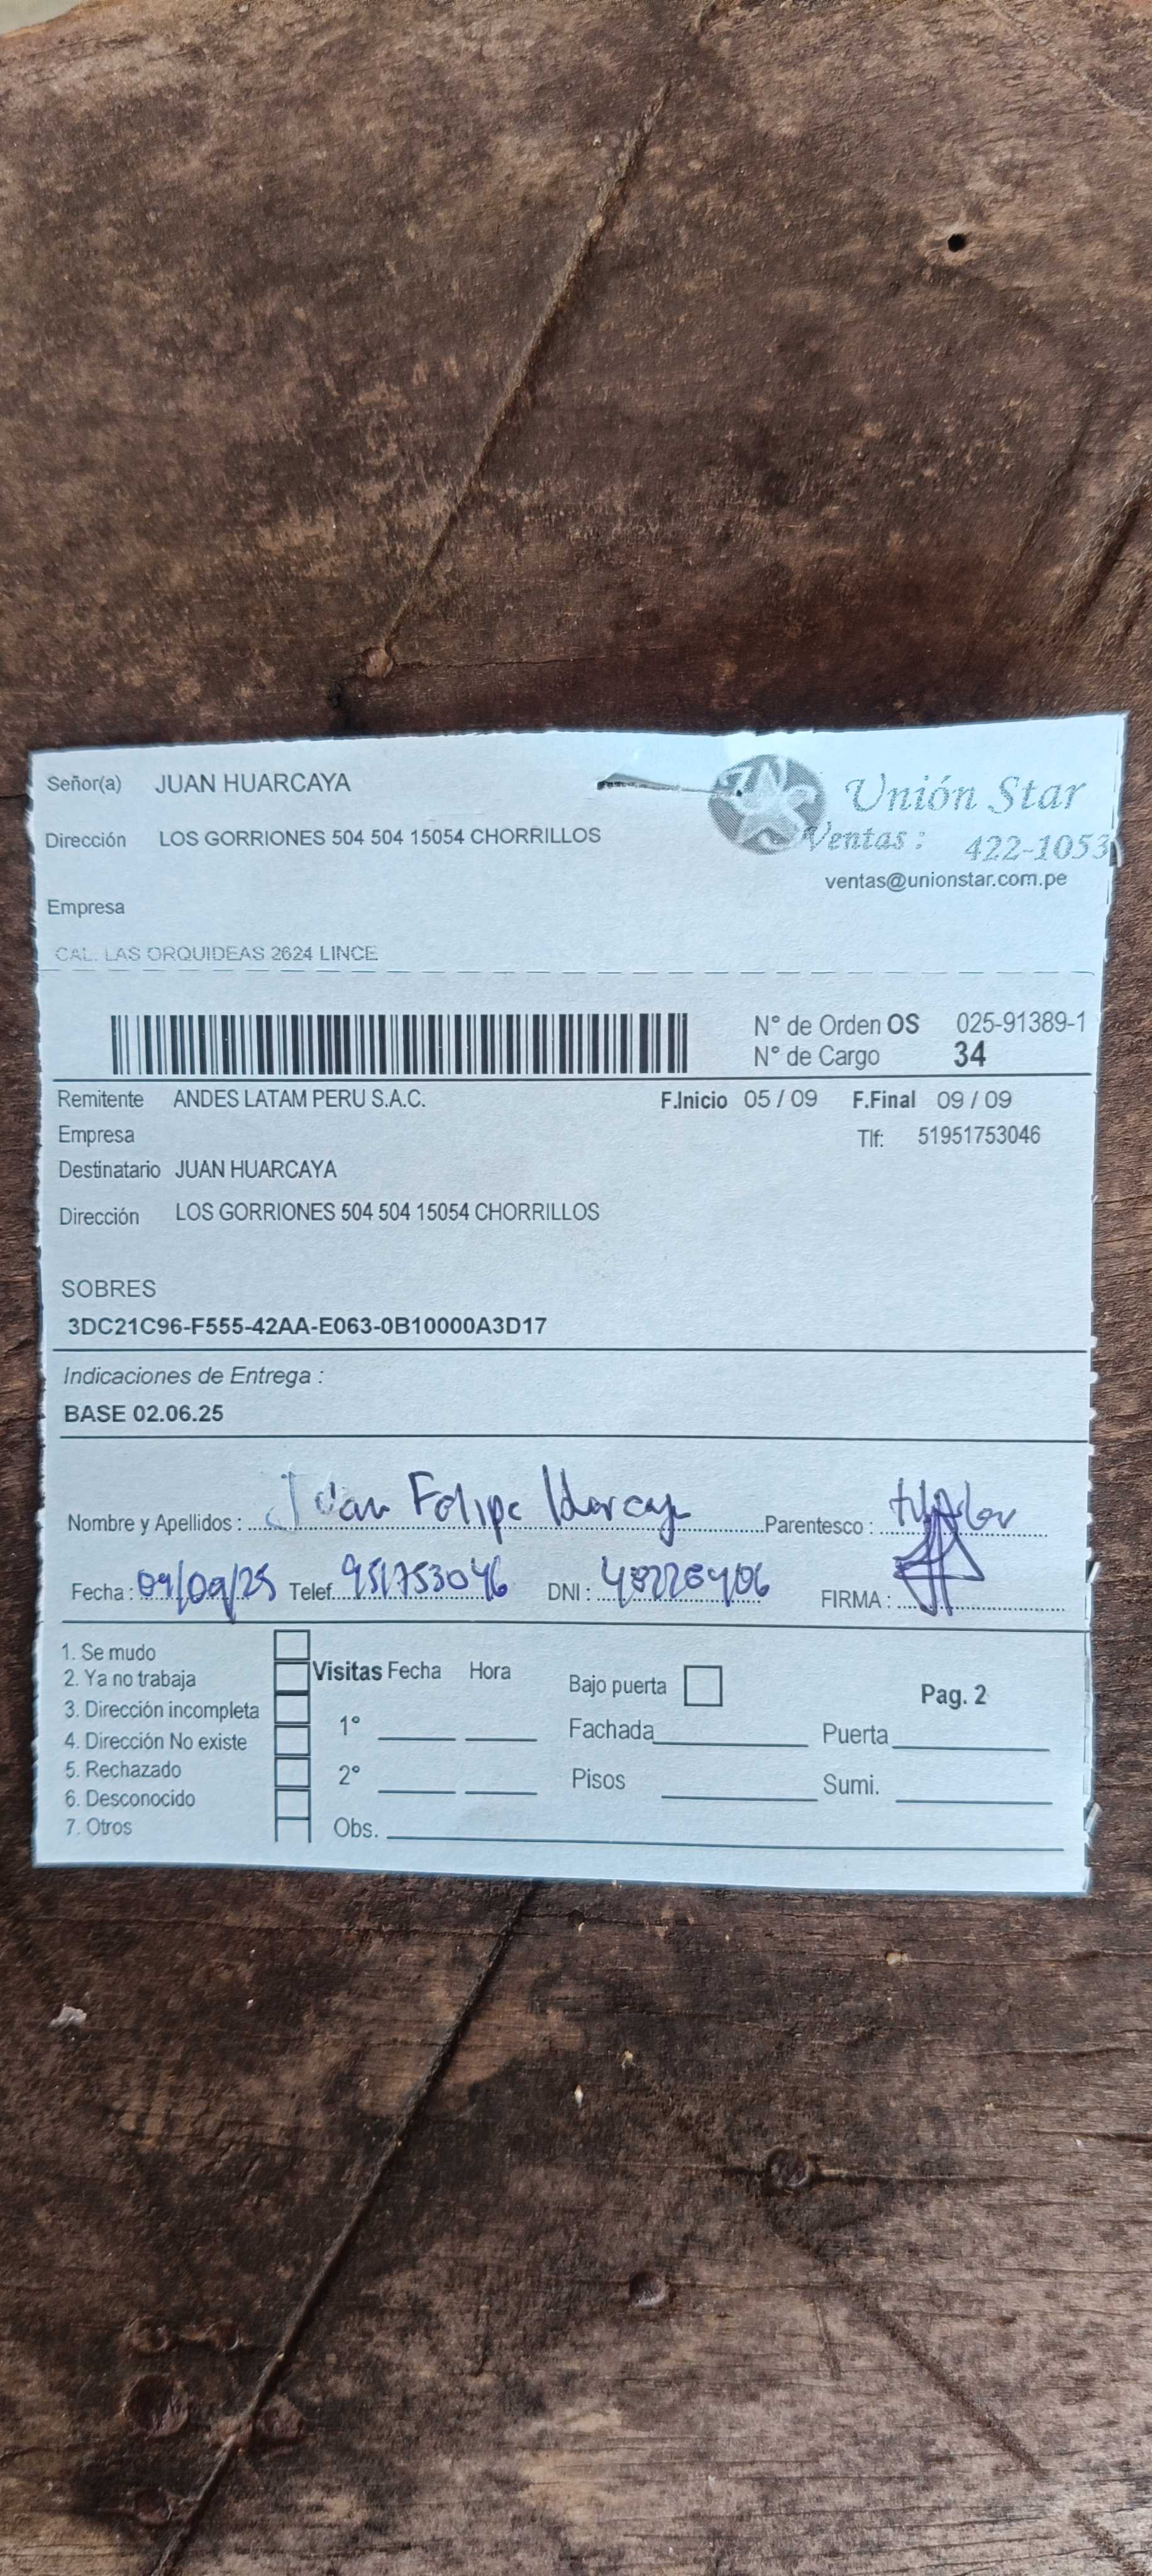 Señor(a) JUAN HUARCAYA
Unión Star
Dirección LOS GORRIONES 504 504 15054 CHORRILLOS
Ventas : 422-1053
ventas@unionstar.com.pe
Empresa
CAL. LAS ORQUIDEAS 2624 LINCE
N° de Orden OS 025-91389-1
N° de Cargo 34
Remitente ANDES LATAM PERU S.A.C. F.Inicio 05 / 09 F.Final 09 / 09
Empresa Tlf: 51951753046
Destinatario JUAN HUARCAYA
Dirección LOS GORRIONES 504 504 15054 CHORRILLOS
SOBRES
3DC21C96-F555-42AA-E063-0B10000A3D17
Indicaciones de Entrega :
BASE 02.06.25
Nombre y Apellidos : Juan Felipe Parentesco : titular
Fecha : 09/09/25 Telef. 951753046 DNI : FIRMA :
1. Se mudo
2. Ya no trabaja Visitas Fecha Hora Bajo puerta Pag. 2
3. Dirección incompleta 1° Fachada Puerta
4. Dirección No existe
5. Rechazado 2° Pisos Sumi.
6. Desconocido
7. Otros Obs.